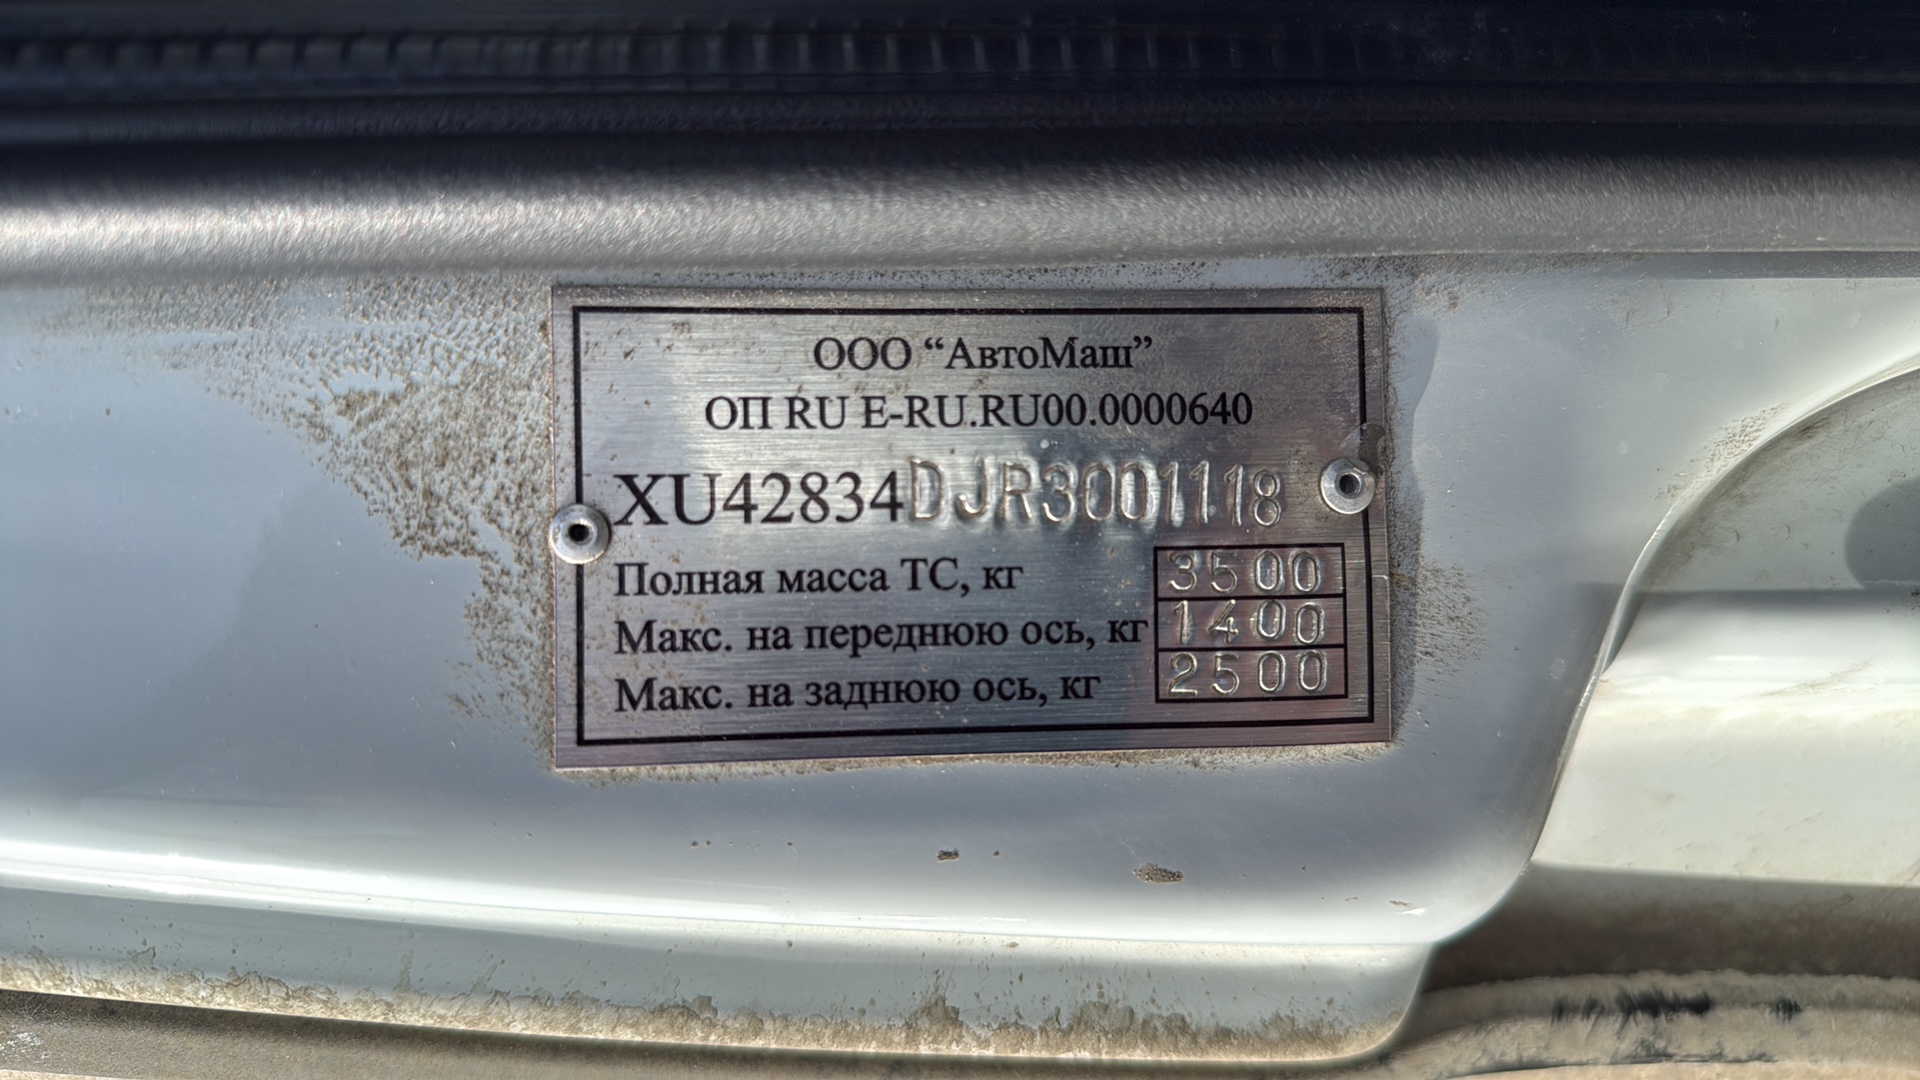 ООО “АвтоМаш”
ОП RU E-RU.RU00.0000640
XU42834DJR3001118
Полная масса ТС, кг 3500
Макс. на переднюю ось, кг 1400
Макс. на заднюю ось, кг 2500